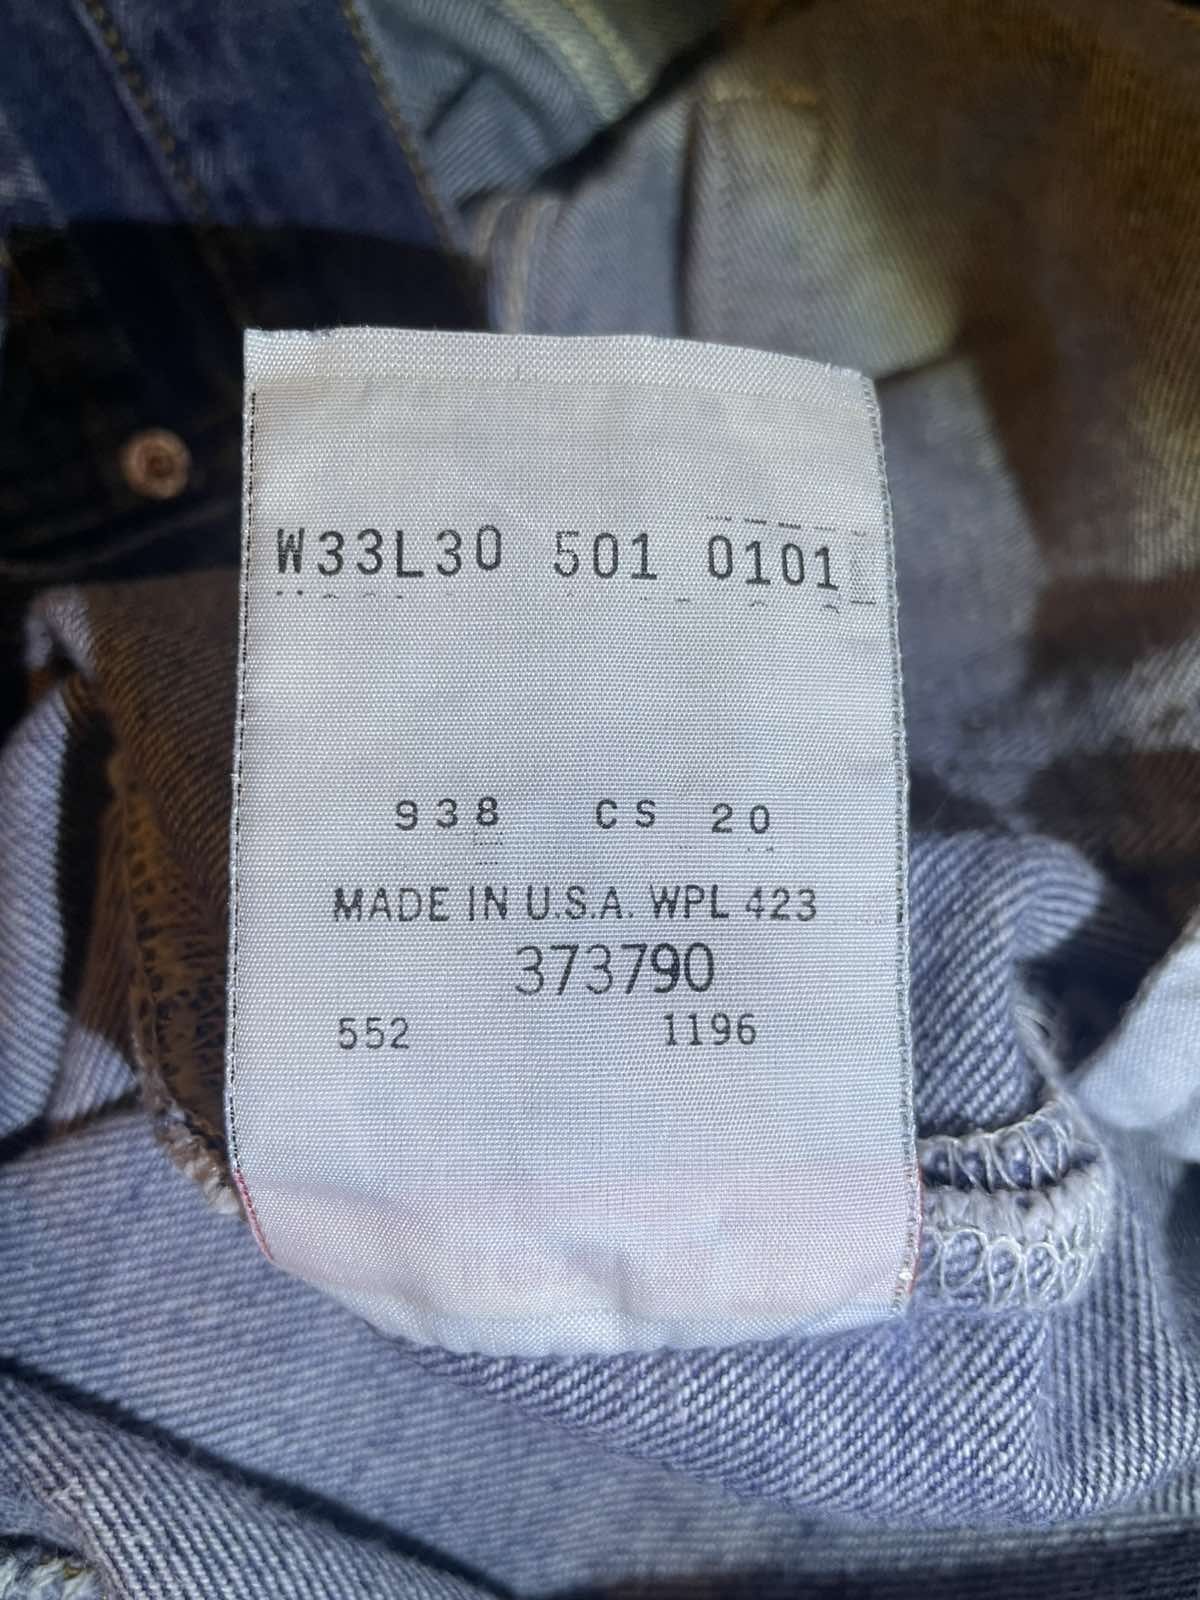 W33L30 501 0101
938 CS 20
MADE IN U.S.A. WPL 423
373790
552 1196